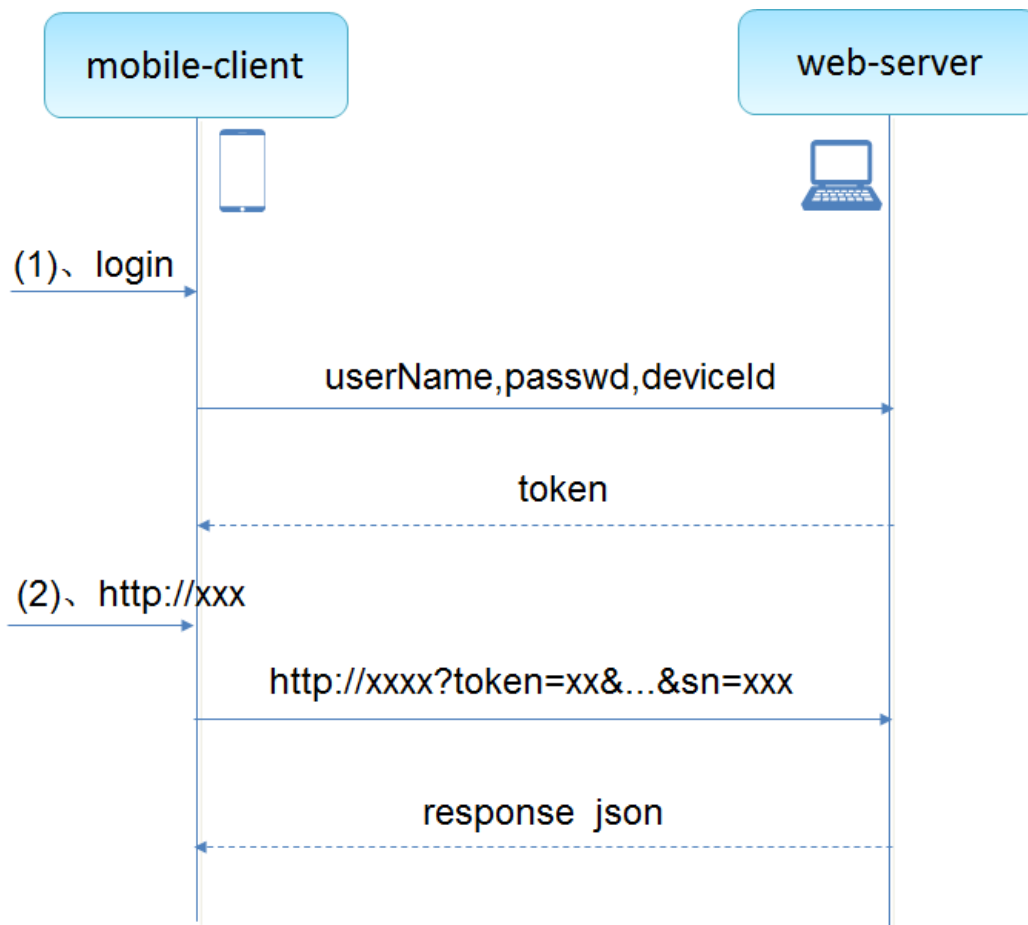 mobile-client
web-server
(1)、login
userName,passwd,deviceId
token
(2)、http://xxx
http://xxxx?token=xx&...&sn=xxx
response json